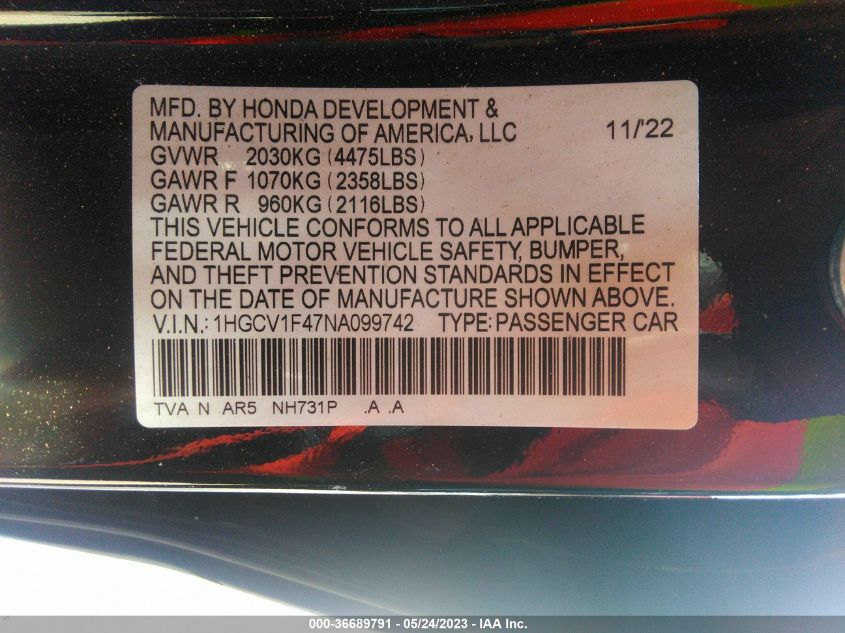 MFD. BY HONDA DEVELOPMENT &
MANUFACTURING OF AMERICA, LLC 11/'22
GVWR 2030KG (4475LBS)
GAWR F 1070KG (2358LBS)
GAWR R 960KG (2116LBS)
THIS VEHICLE CONFORMS TO ALL APPLICABLE
FEDERAL MOTOR VEHICLE SAFETY, BUMPER,
AND THEFT PREVENTION STANDARDS IN EFFECT
ON THE DATE OF MANUFACTURE SHOWN ABOVE.
V.I.N.: 1HGCV1F47NA099742 TYPE: PASSENGER CAR
TVA N AR5 NH731P .A .A
000-36689791 - 05/24/2023 - IAA Inc.